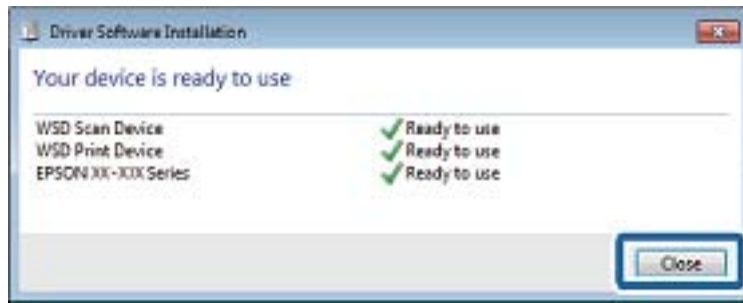 Driver Software Installation
Your device is ready to use
WSD Scan Device Ready to use
WSD Print Device Ready to use
EPSON XX-XXX Series Ready to use
Close